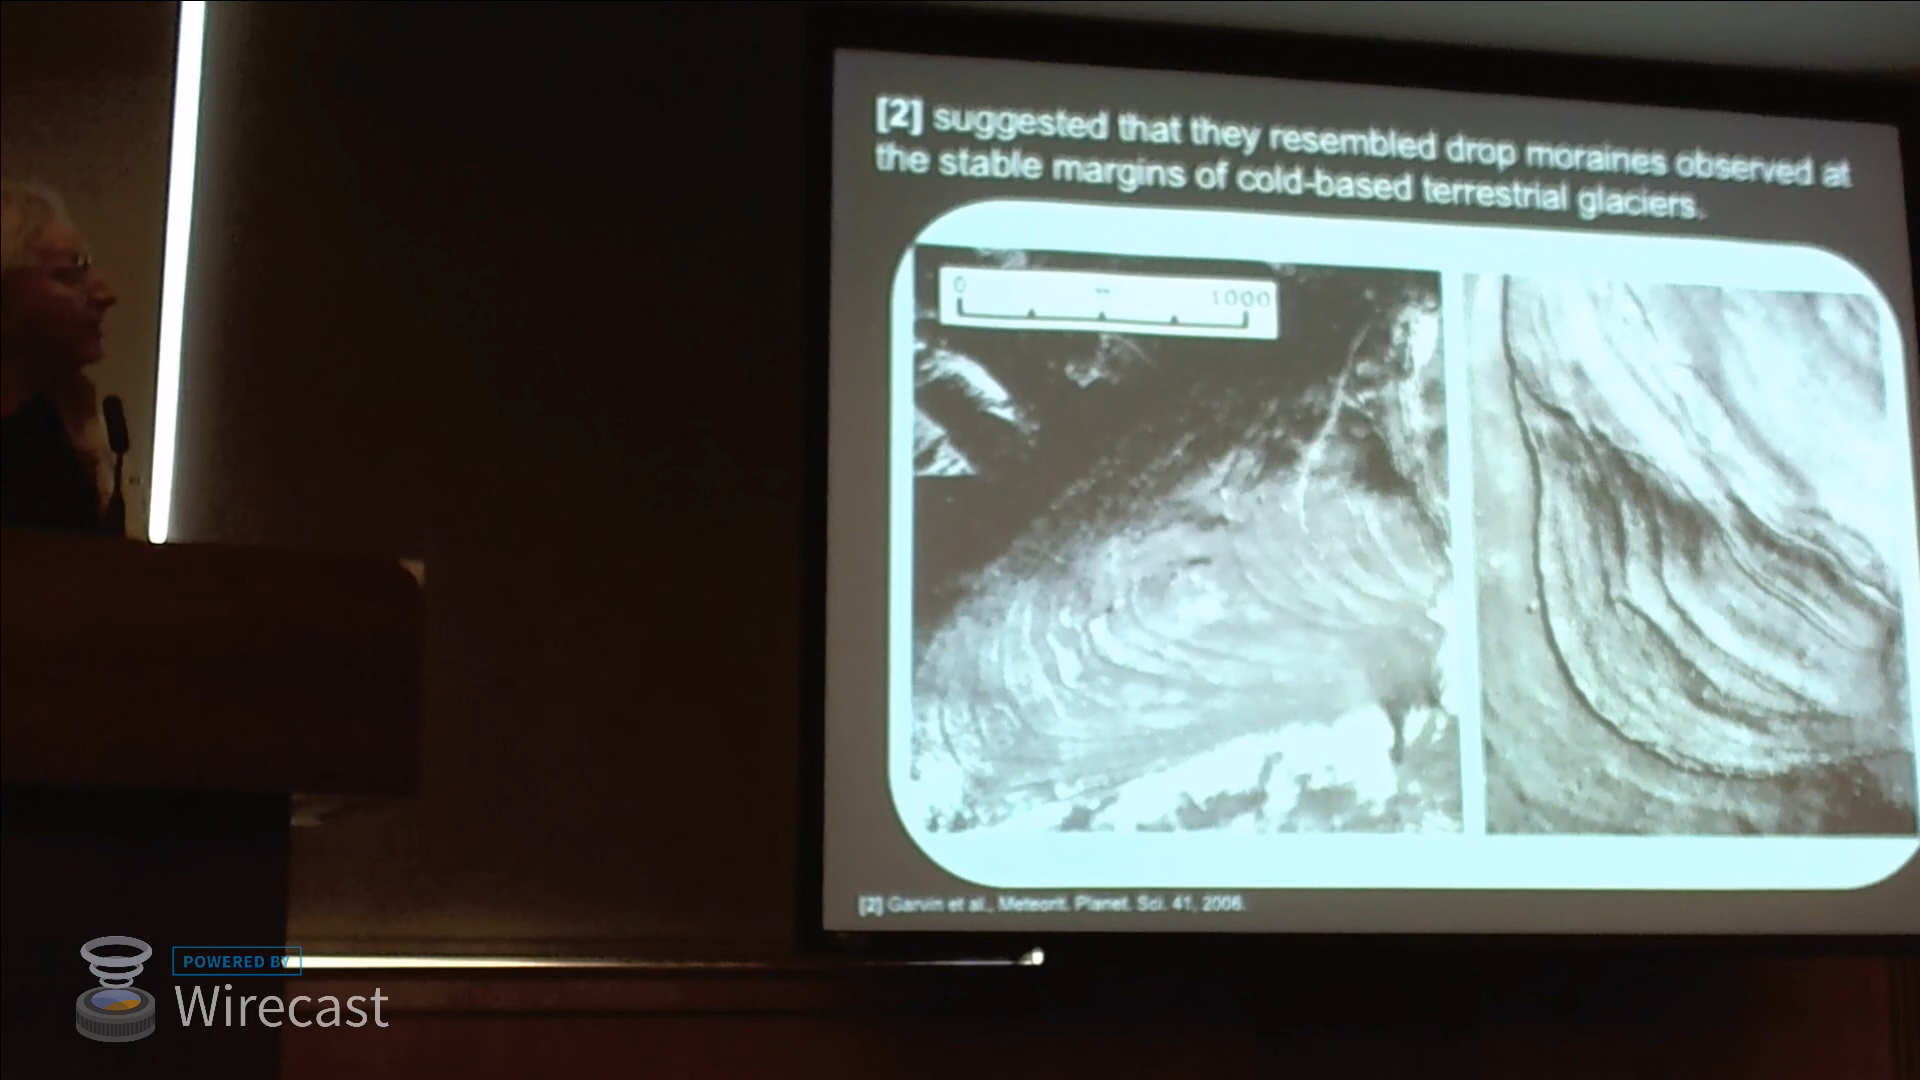 [2] suggested that they resembled drop moraines observed at
the stable margins of cold-based terrestrial glaciers.
0 m 1000
[2] Garvin et al., Meteorit. Planet. Sci. 41, 2006.
POWERED BY
Wirecast